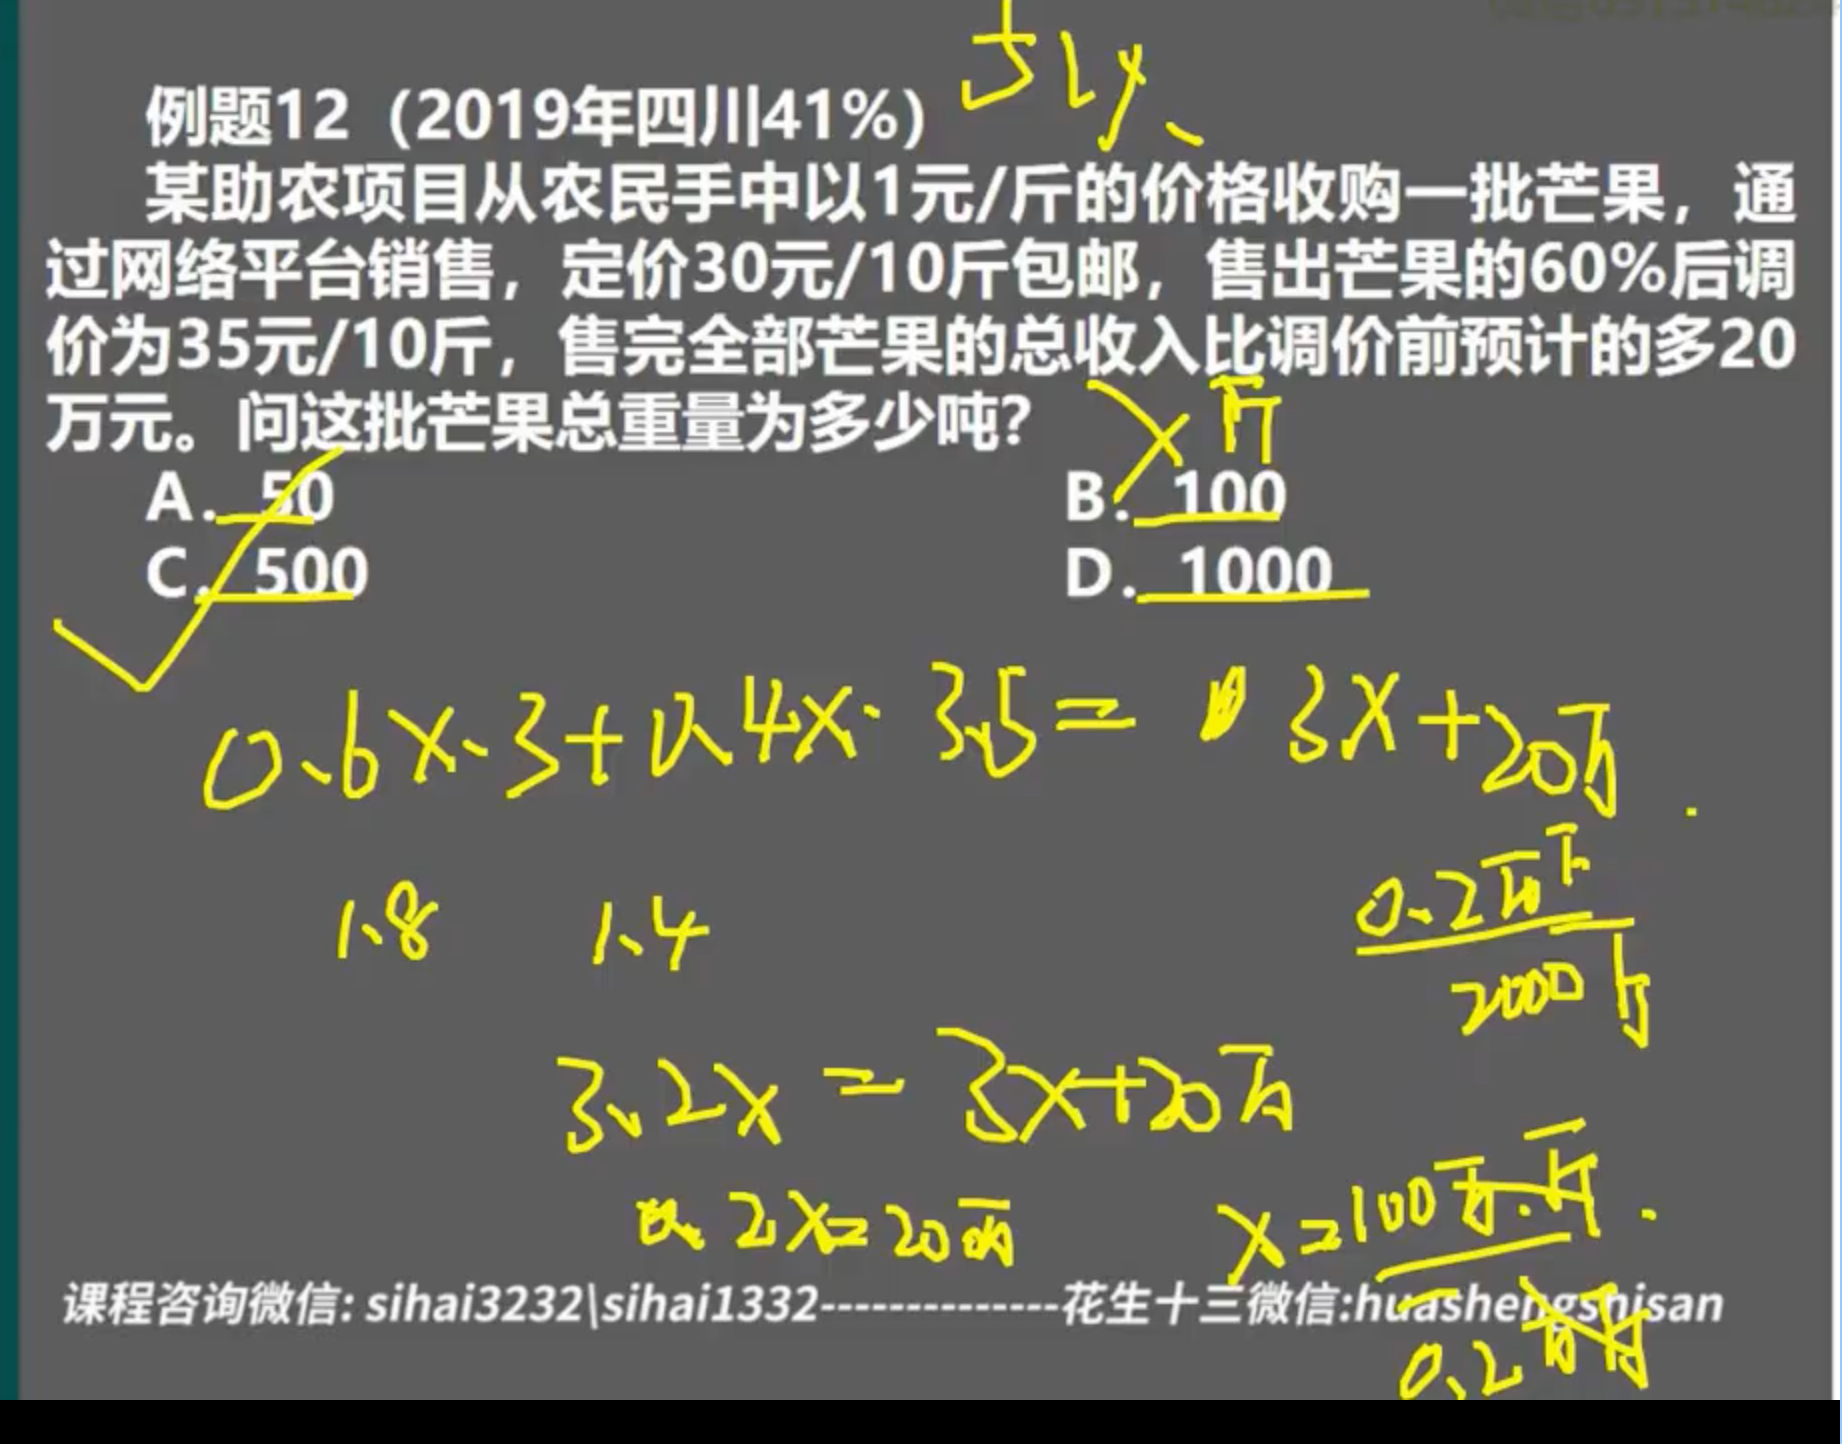 例题12（2019年四川|41%）
某助农项目从农民手中以1元/斤的价格收购一批芒果，通
过网络平台销售，定价30元/10斤包邮，售出芒果的60%后调
价为35元/10斤，售完全部芒果的总收入比调价前预计的多20
万元。问这批芒果总重量为多少吨？
x斤
A. 50 B. 100
C. 500 D. 1000
0.6x·3+0.4x·3.5= 3x+20万
1.8 1.4
0.2万斤
2000斤
3.2x=3x+20万
0.2x=20万
x=100万斤
0.2万斤
课程咨询微信: sihai3232\sihai1332--------------花生十三微信:huashengshisan